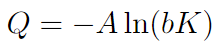 Q = −A ln(bK)